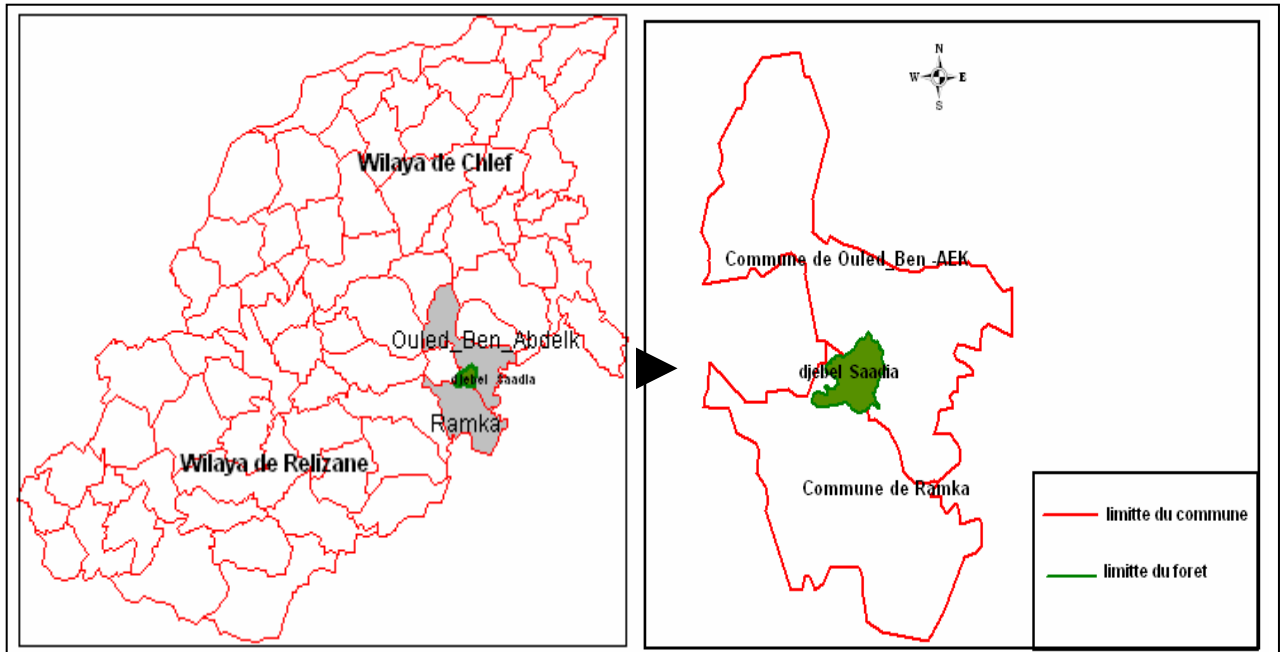 Wilaya de Chlef
Ouled_Ben_Abdelk
djebel Saadia
Ramka
Wilaya de Relizane
N
W E
S
Commune de Ouled_Ben -AEK
djebel Saadia
Commune de Ramka
limitte du commune
limitte du foret